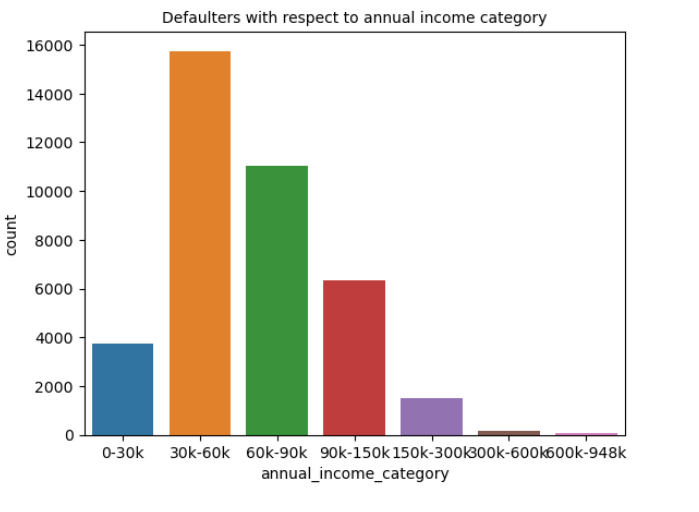 Defaulters with respect to annual income category
16000
14000
12000
10000
8000
6000
4000
2000
0
count
0-30k 30k-60k 60k-90k 90k-150k 150k-300k 300k-600k 600k-948k
annual_income_category